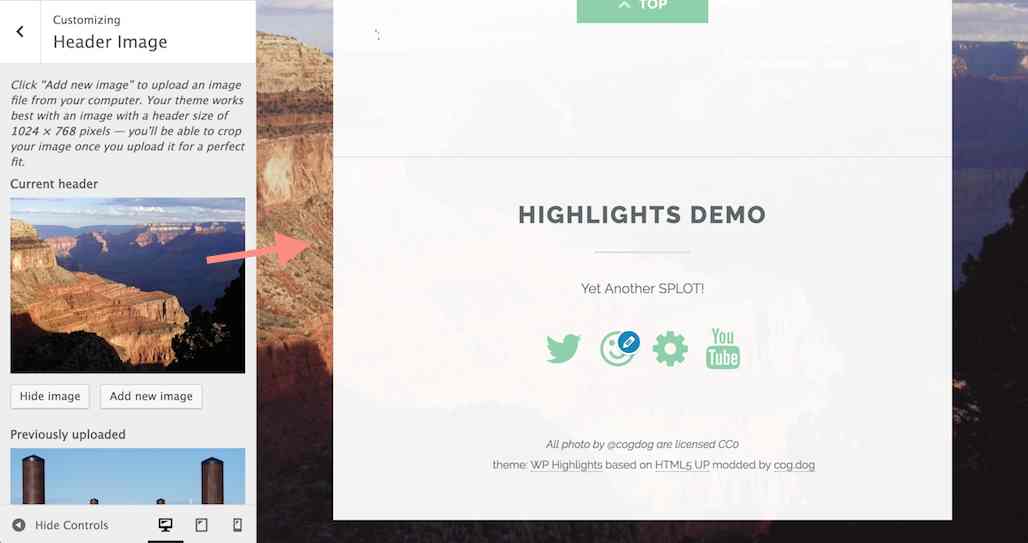 Customizing
Header Image
Click "Add new image" to upload an image
file from your computer. Your theme works
best with an image with a header size of
1024 × 768 pixels — you'll be able to crop
your image once you upload it for a perfect
fit.
Current header
Hide image
Add new image
Previously uploaded
Hide Controls
TOP
';
HIGHLIGHTS DEMO
Yet Another SPLOT!
You
Tube
All photo by @cogdog are licensed CC0
theme: WP Highlights based on HTML5 UP modded by cog.dog